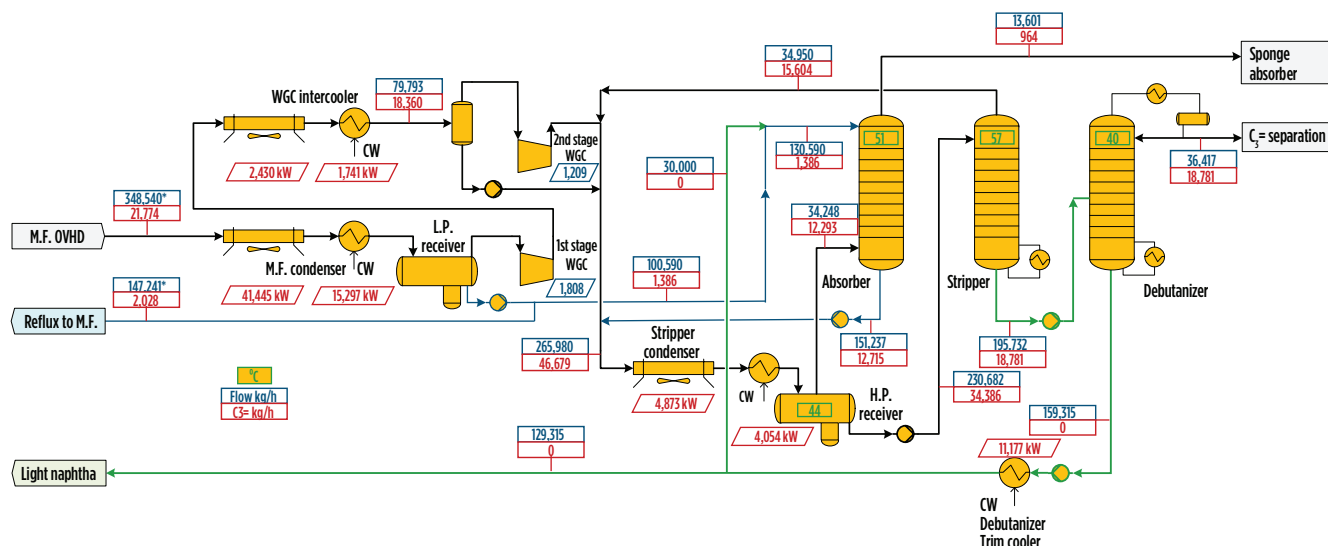 13,601
964
34,950
15,604
Sponge
absorber
WGC intercooler
79,793
18,360
CW
2,430 kW
1,741 kW
2nd stage
WGC
1,209
30,000
0
130,590
1,386
51
57
40
C3= separation
36,417
18,781
348,540*
21,774
M.F. OVHD
M.F. condenser
CW
41,445 kW
15,297 kW
L.P.
receiver
1st stage
WGC
1,808
34,248
12,293
Absorber
Stripper
Debutanizer
147,241*
2,028
Reflux to M.F.
100,590
1,386
151,237
12,715
195,732
18,781
265,980
46,679
Stripper
condenser
CW
4,873 kW
4,054 kW
44
H.P.
receiver
230,682
34,386
°C
Flow kg/h
C3= kg/h
129,315
0
159,315
0
11,177 kW
Light naphtha
CW
Debutanizer
Trim cooler